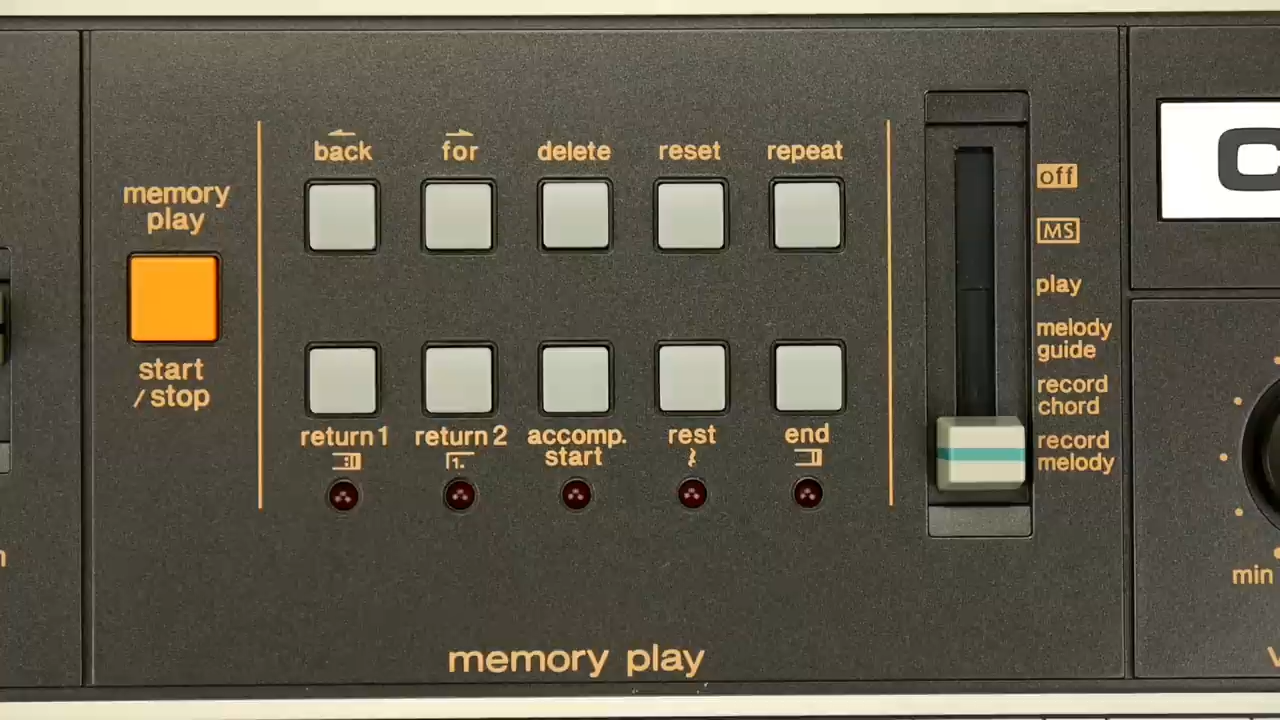 back
for
delete
reset
repeat
memory
play
start
/stop
return 1
return 2
accomp.
start
rest
end
off
MS
play
melody
guide
record
chord
record
melody
min
memory play